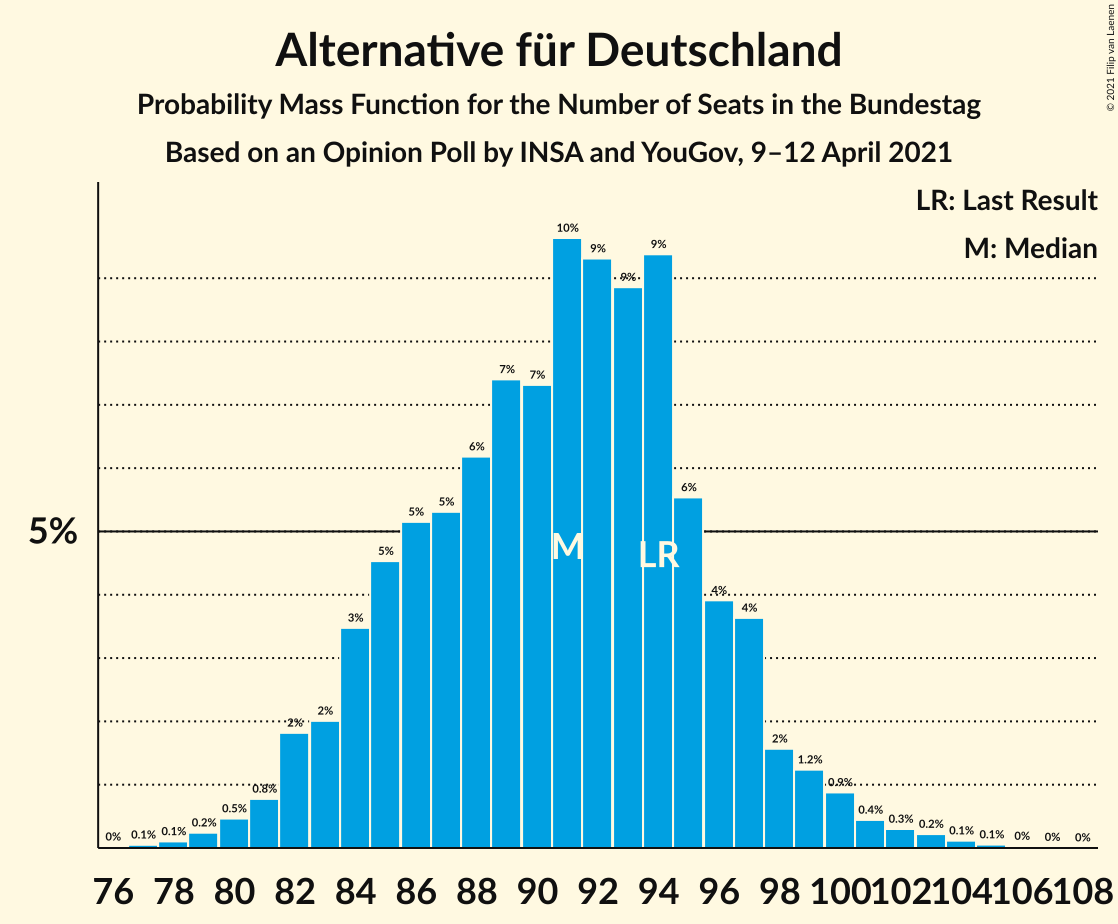 Alternative für Deutschland
Probability Mass Function for the Number of Seats in the Bundestag
Based on an Opinion Poll by INSA and YouGov, 9–12 April 2021
© 2021 Filip van Laenen
LR: Last Result
M: Median
5%
0% 0.1% 0.1% 0.2% 0.5% 0.8% 2% 2% 3% 5% 5% 5% 6% 7% 7% 10% 9% 9% 9% 6% 4% 4% 2% 1.2% 0.9% 0.4% 0.3% 0.2% 0.1% 0.1% 0% 0% 0%
M LR
76 78 80 82 84 86 88 90 92 94 96 98 100 102 104 106 108